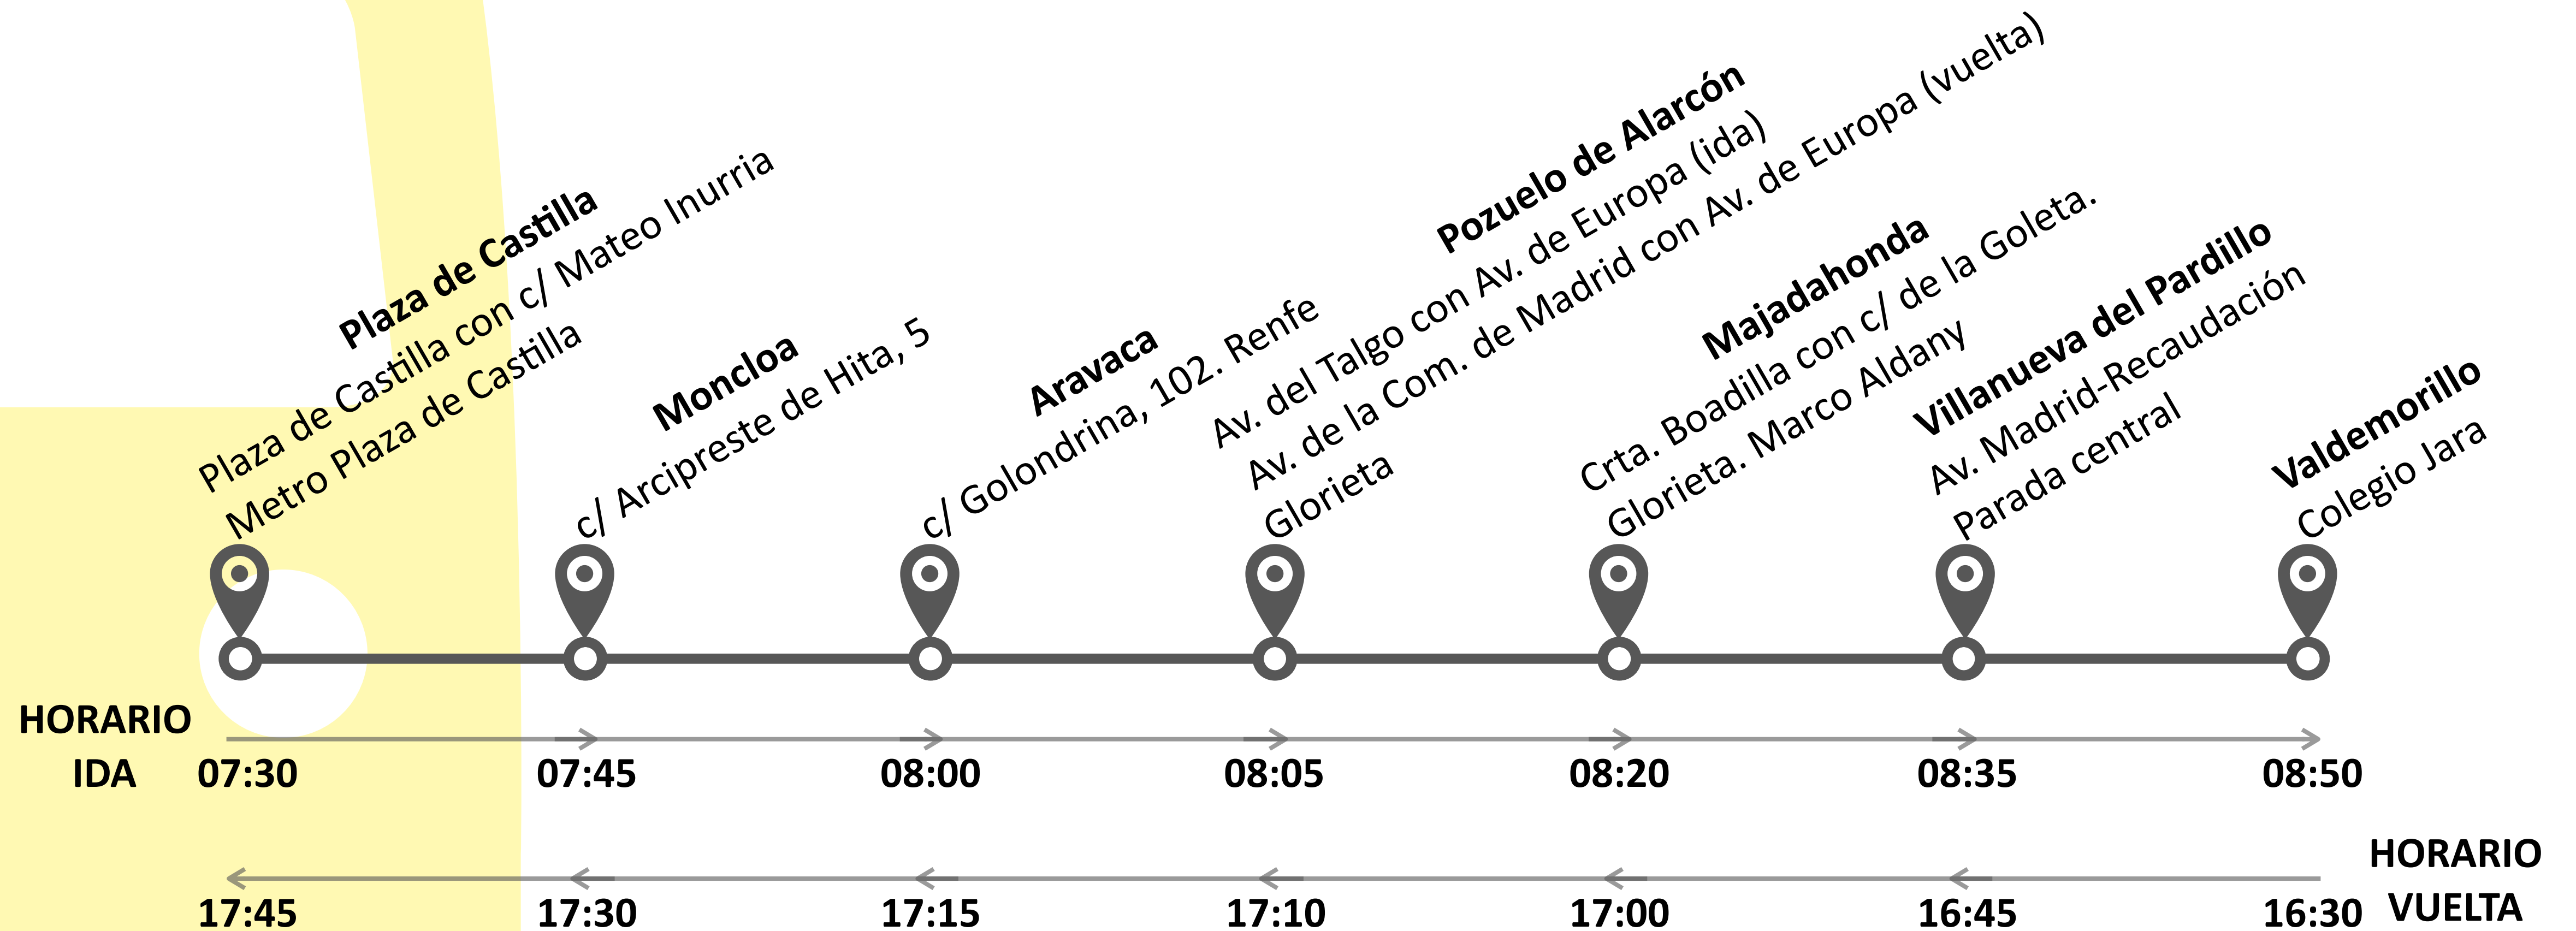 Plaza de Castilla
Plaza de Castilla con c/ Mateo Inurria
Metro Plaza de Castilla
Moncloa
c/ Arcipreste de Hita, 5
Aravaca
c/ Golondrina, 102. Renfe
Pozuelo de Alarcón
Av. del Talgo con Av. de Europa (ida)
Av. de la Com. de Madrid con Av. de Europa (vuelta)
Glorieta
Majadahonda
Crta. Boadilla con c/ de la Goleta.
Glorieta. Marco Aldany
Villanueva del Pardillo
Av. Madrid-Recaudación
Parada central
Valdemorillo
Colegio Jara
HORARIO
IDA
07:30 07:45 08:00 08:05 08:20 08:35 08:50
17:45 17:30 17:15 17:10 17:00 16:45 16:30
HORARIO
VUELTA